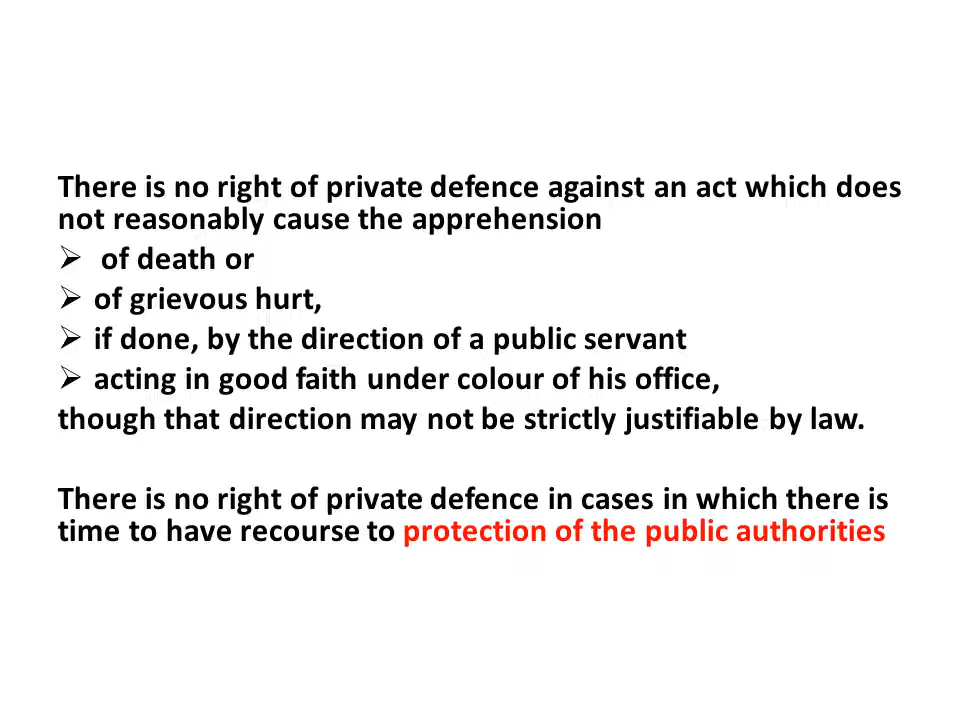 There is no right of private defence against an act which does
not reasonably cause the apprehension
➢ of death or
➢ of grievous hurt,
➢ if done, by the direction of a public servant
➢ acting in good faith under colour of his office,
though that direction may not be strictly justifiable by law.
There is no right of private defence in cases in which there is
time to have recourse to protection of the public authorities